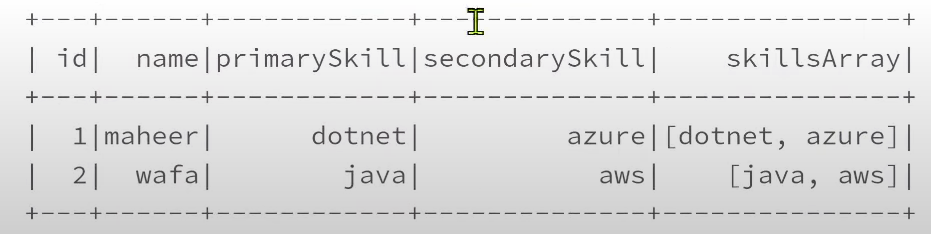 +---+------+------------+--------------+---------------+
| id|  name|primarySkill|secondarySkill|    skillsArray|
+---+------+------------+--------------+---------------+
|  1|maheer|      dotnet|         azure|[dotnet, azure]|
|  2|  wafa|        java|           aws|    [java, aws]|
+---+------+------------+--------------+---------------+